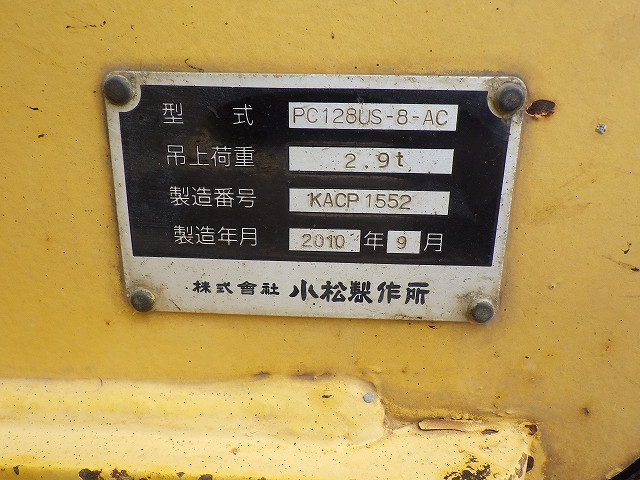 型 式 PC128US-8-AC
吊上荷重 2.9t
製造番号 KACP1552
製造年月 2010 年 9 月
株式會社 小松製作所